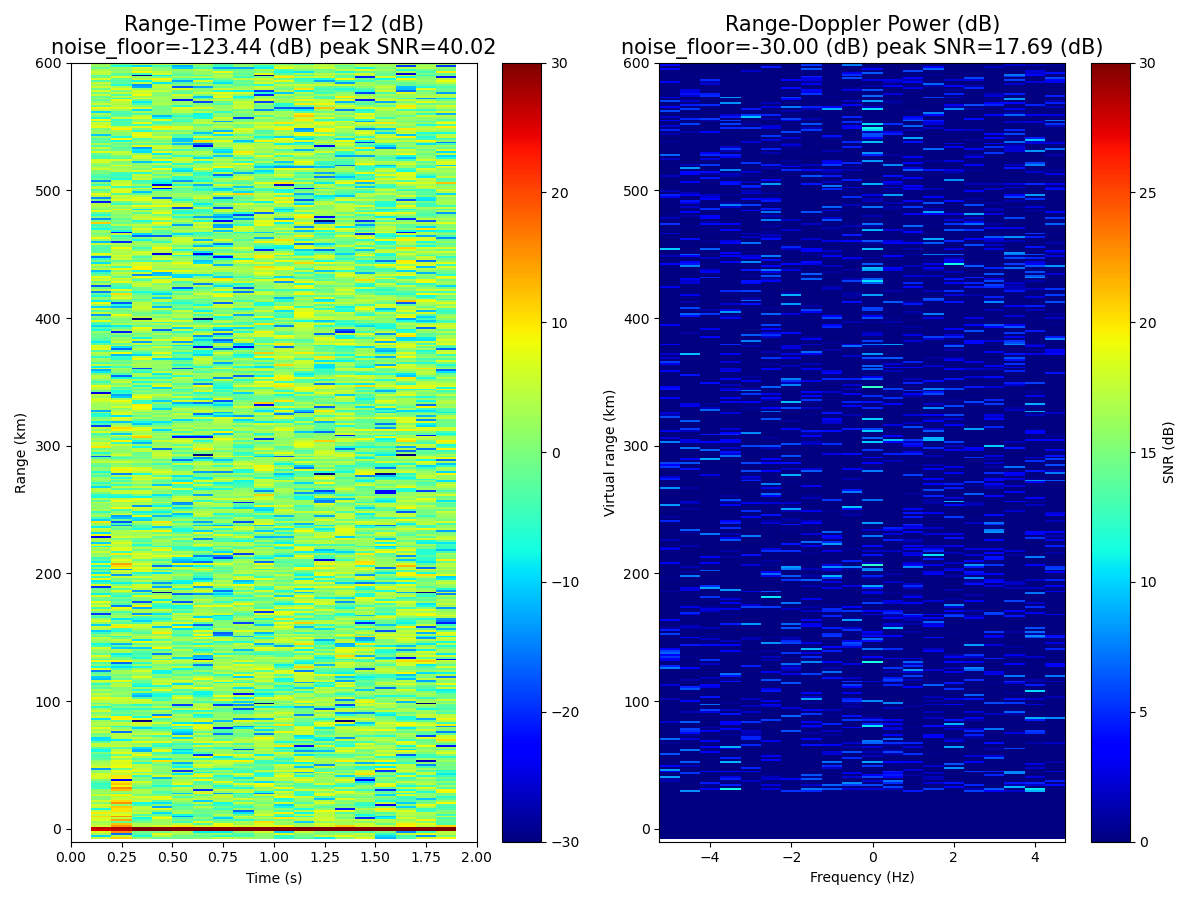 Range-Time Power f=12 (dB)
noise_floor=-123.44 (dB) peak SNR=40.02
600
500
400
300
200
100
0
Range (km)
0.00 0.25 0.50 0.75 1.00 1.25 1.50 1.75 2.00
Time (s)
30
20
10
0
−10
−20
−30
Range-Doppler Power (dB)
noise_floor=-30.00 (dB) peak SNR=17.69 (dB)
600
500
400
300
200
100
0
Virtual range (km)
−4 −2 0 2 4
Frequency (Hz)
30
25
20
15
10
5
0
SNR (dB)